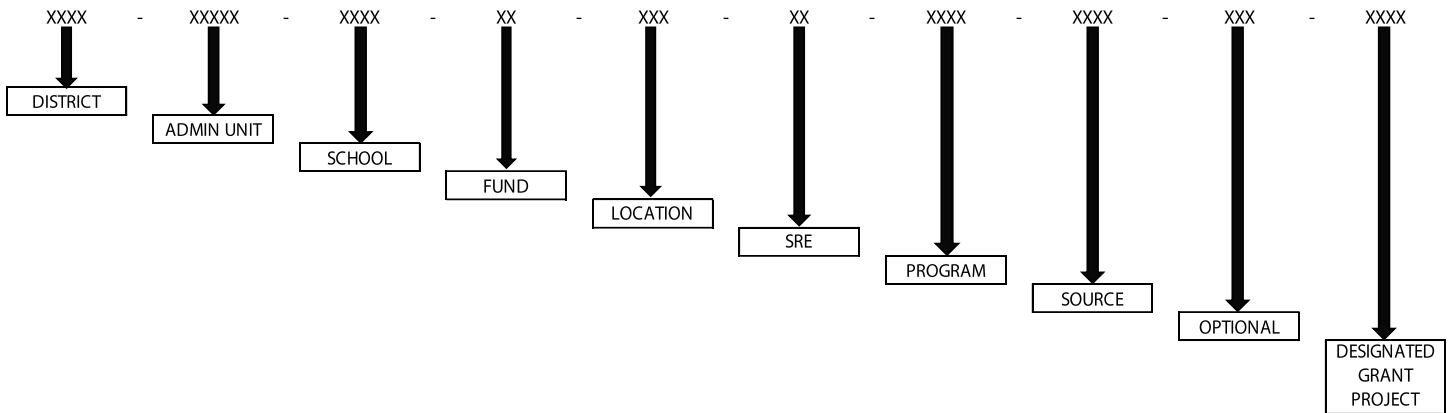 XXXX - XXXXX - XXXX - XX - XXX - XX - XXXX - XXXX - XXX - XXXX
DISTRICT
ADMIN UNIT
SCHOOL
FUND
LOCATION
SRE
PROGRAM
SOURCE
OPTIONAL
DESIGNATED
GRANT
PROJECT